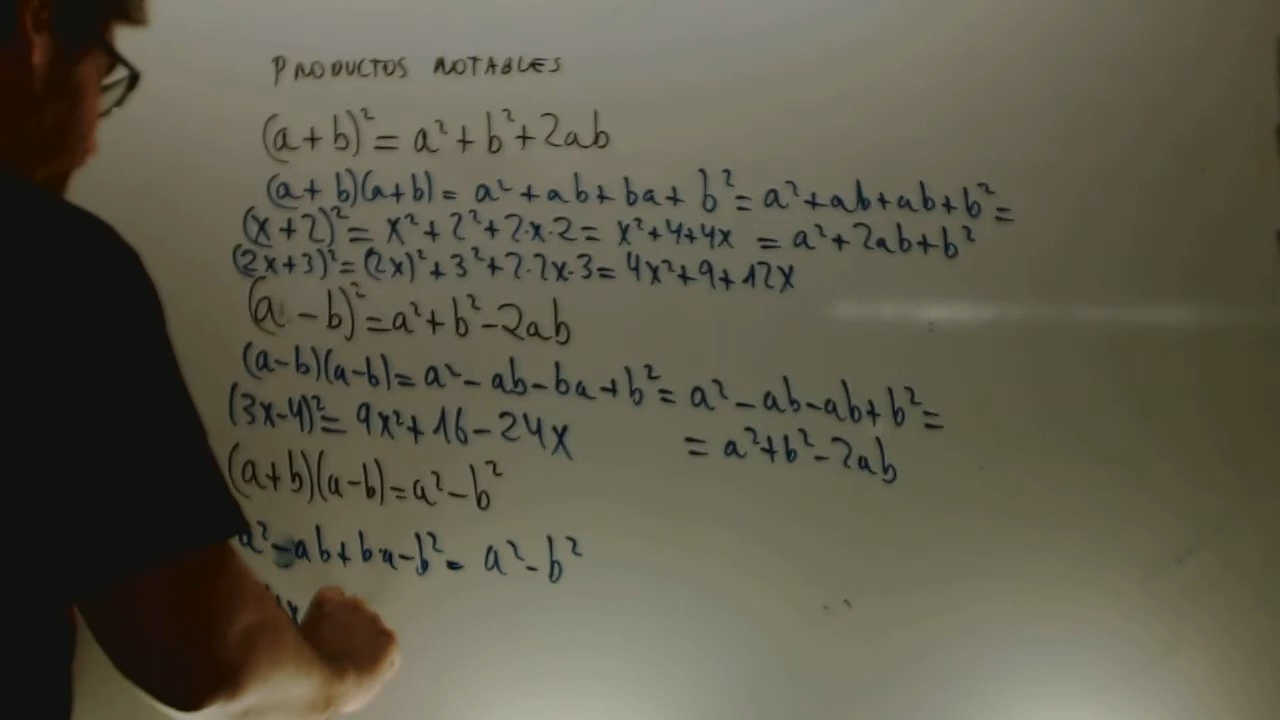 PRODUCTOS NOTABLES
(a+b)² = a² + b² + 2ab
(a+b)(a+b) = a² + ab + ba + b² = a² + ab + ab + b² =
(x+2)² = x² + 2² + 2·x·2 = x² + 4 + 4x = a² + 2ab + b²
(2x+3)² = (2x)² + 3² + 2·2x·3 = 4x² + 9 + 12x
(a - b)² = a² + b² - 2ab
(a-b)(a-b) = a² - ab - ba + b² = a² - ab - ab + b² =
(3x-4)² = 9x² + 16 - 24x = a² + b² - 2ab
(a+b)(a-b) = a² - b²
a² - ab + ba - b² = a² - b²